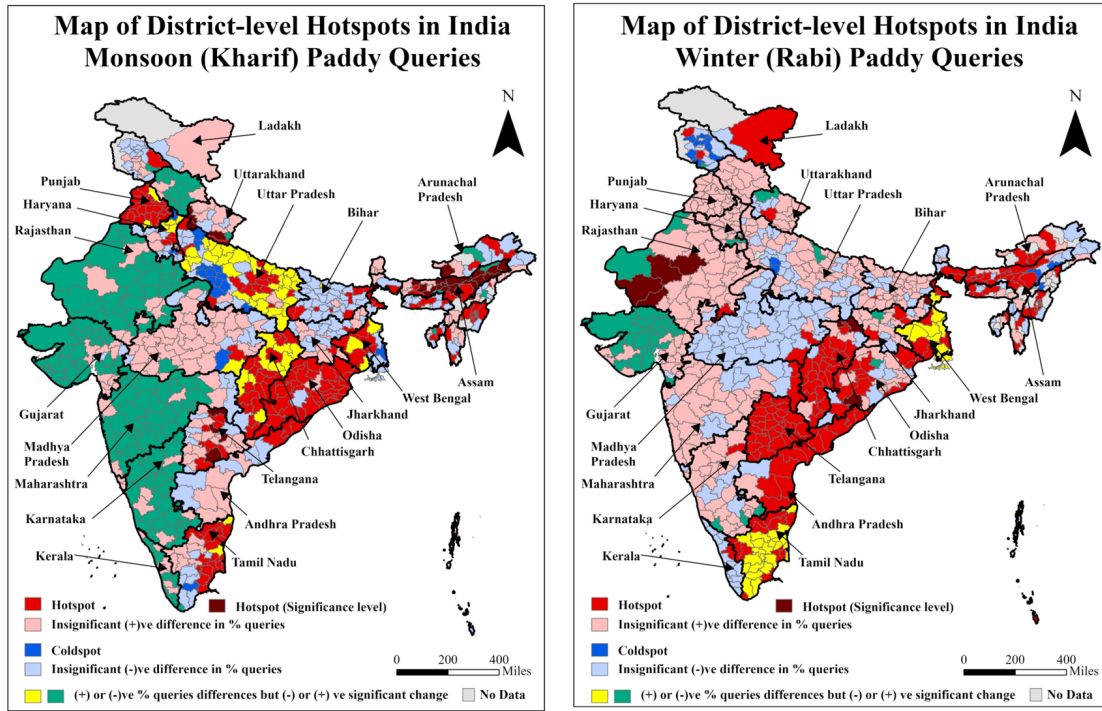 Map of District-level Hotspots in India
Monsoon (Kharif) Paddy Queries
N
Ladakh
Punjab
Uttarakhand
Haryana
Uttar Pradesh
Arunachal
Pradesh
Rajasthan
Bihar
Assam
West Bengal
Gujarat
Jharkhand
Madhya
Pradesh
Odisha
Chhattisgarh
Maharashtra
Telangana
Karnataka
Andhra Pradesh
Kerala
Tamil Nadu
Hotspot
Hotspot (Significance level)
Insignificant (+)ve difference in % queries
Coldspot
Insignificant (-)ve difference in % queries
0 200 400
Miles
(+) or (-)ve % queries differences but (-) or (+) ve significant change
No Data
Map of District-level Hotspots in India
Winter (Rabi) Paddy Queries
N
Ladakh
Punjab
Uttarakhand
Haryana
Uttar Pradesh
Arunachal
Pradesh
Rajasthan
Bihar
Assam
West Bengal
Gujarat
Jharkhand
Madhya
Pradesh
Odisha
Chhattisgarh
Maharashtra
Telangana
Karnataka
Andhra Pradesh
Kerala
Tamil Nadu
Hotspot
Hotspot (Significance level)
Insignificant (+)ve difference in % queries
Coldspot
Insignificant (-)ve difference in % queries
0 200 400
Miles
(+) or (-)ve % queries differences but (-) or (+) ve significant change
No Data